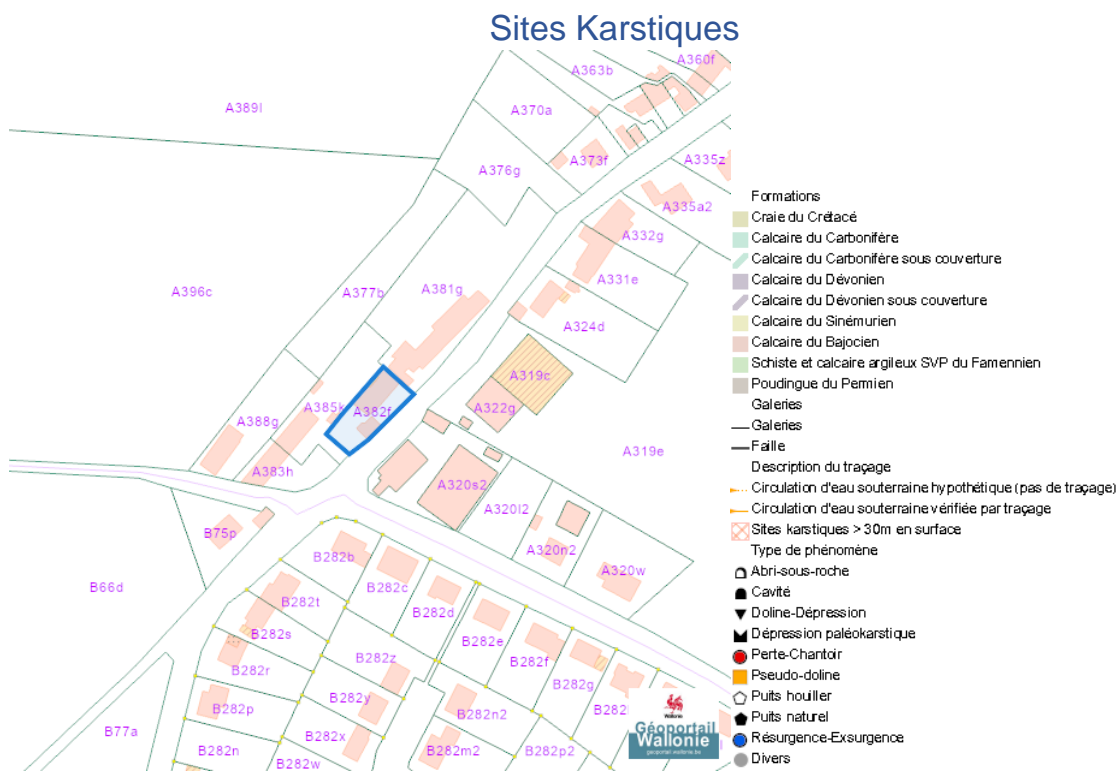 Sites Karstiques
A360f
A363b
A389l
A370a
A373f
A335z
A376g
A335a2
A332g
A331e
A396c
A377b
A381g
A324d
A319c
A385k
A382f
A322g
A388g
A319e
A383h
A320s2
A320l2
A320n2
A320w
B75p
B66d
B282b
B282c
B282d
B282t
B282s
B282e
B282f
B282z
B282r
B282g
B282y
B282p
B282n2
B77a
B282x
B282n
B282m2
B282p2
B282w
Wallonie
Géoportail
Wallonie
geoportail.wallonie.be
Formations
Craie du Crétacé
Calcaire du Carbonifère
Calcaire du Carbonifère sous couverture
Calcaire du Dévonien
Calcaire du Dévonien sous couverture
Calcaire du Sinémurien
Calcaire du Bajocien
Schiste et calcaire argileux SVP du Famennien
Poudingue du Permien
Galeries
Galeries
Faille
Description du traçage
Circulation d'eau souterraine hypothétique (pas de traçage)
Circulation d'eau souterraine vérifiée par traçage
Sites karstiques > 30m en surface
Type de phénomène
Abri-sous-roche
Cavité
Doline-Dépression
Dépression paléokarstique
Perte-Chantoir
Pseudo-doline
Puits houiller
Puits naturel
Résurgence-Exsurgence
Divers